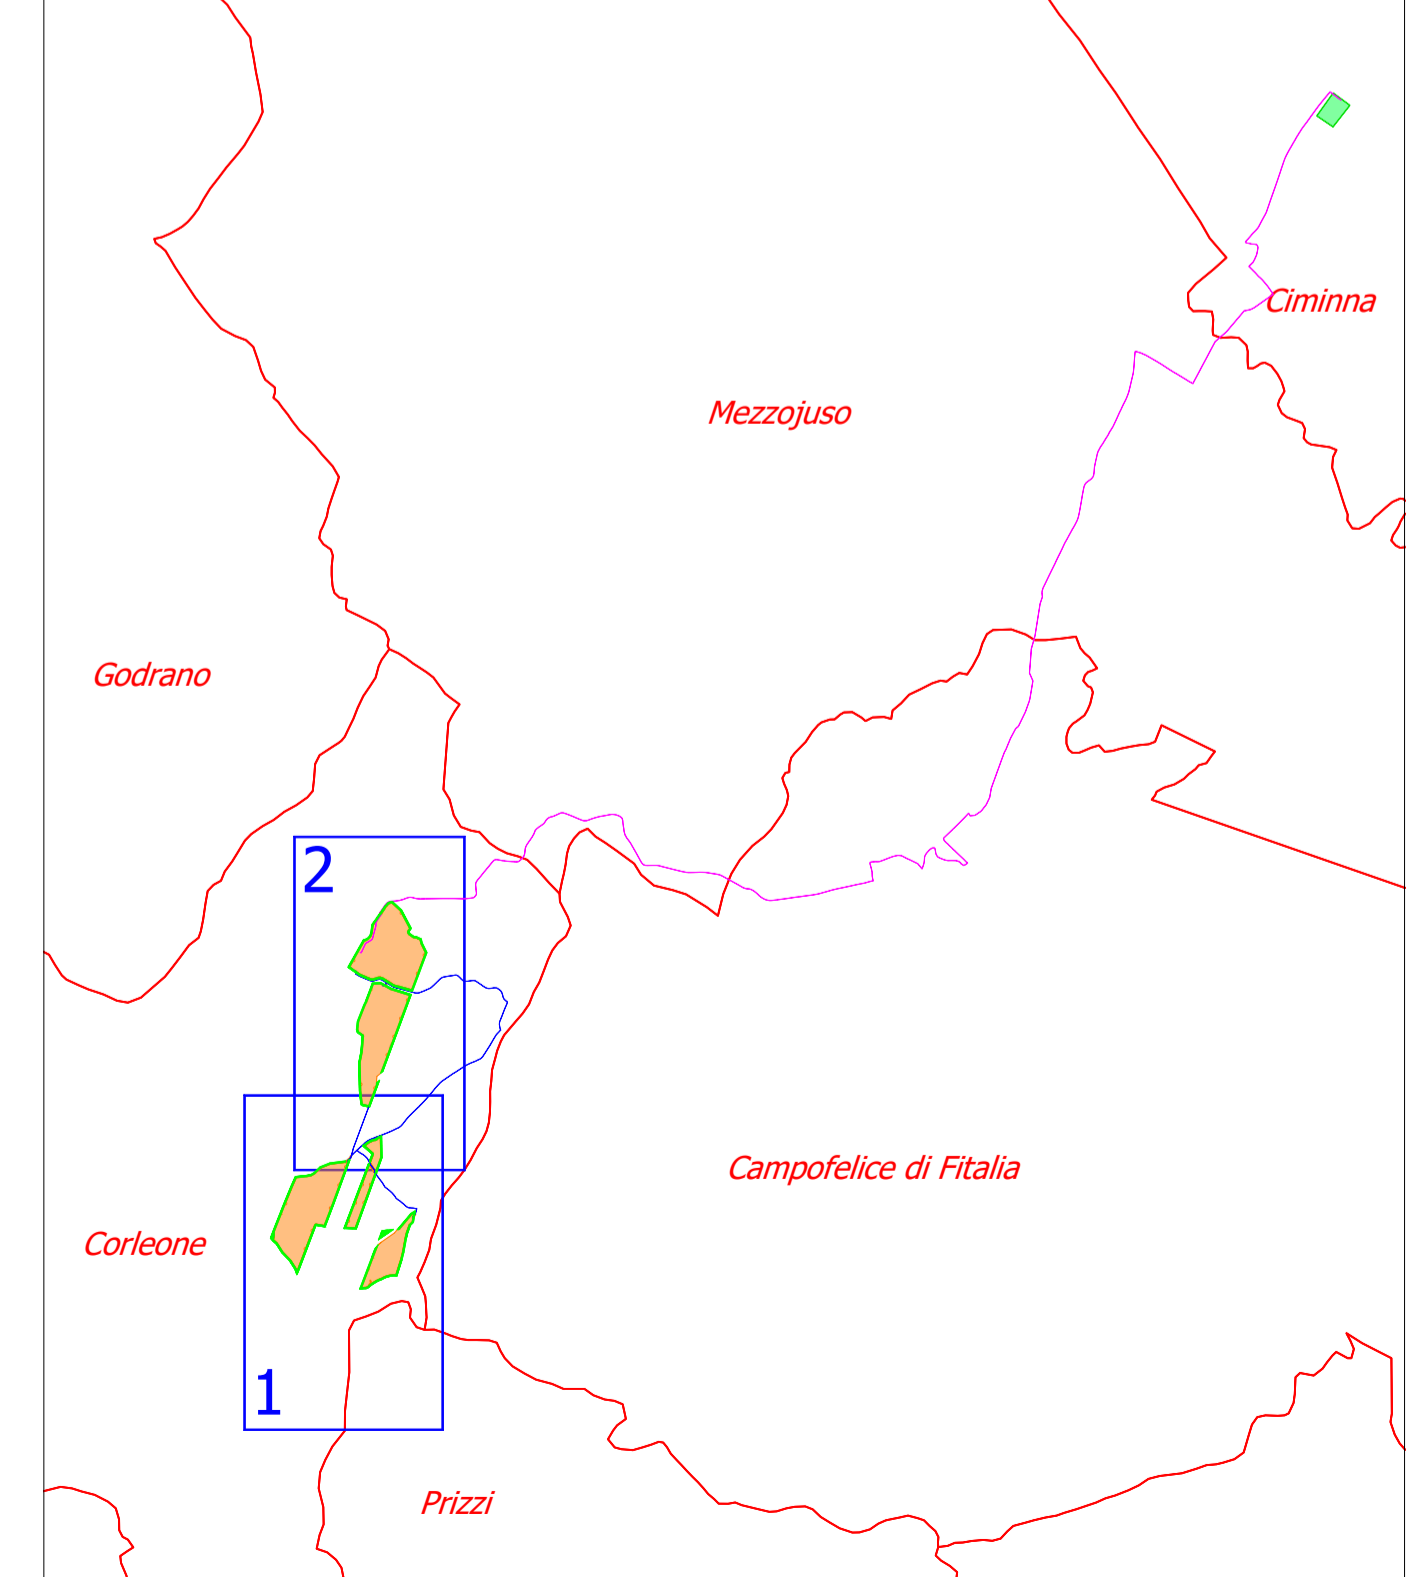 Ciminna
Mezzojuso
Godrano
2
Campofelice di Fitalia
Corleone
1
Prizzi